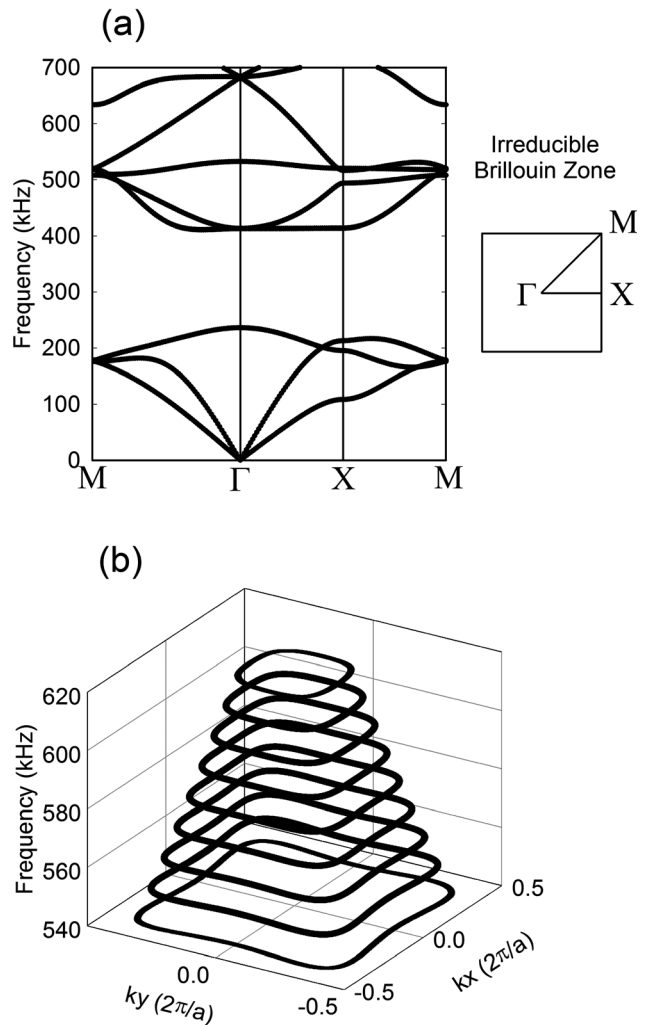 (a)
700
600
500
400
300
200
100
0
Frequency (kHz)
M Γ X M
Irreducible
Brillouin Zone
M
Γ X
(b)
620
600
580
560
540
Frequency (kHz)
0.0
-0.5
ky (2π/a)
-0.5
0.0
0.5
kx (2π/a)